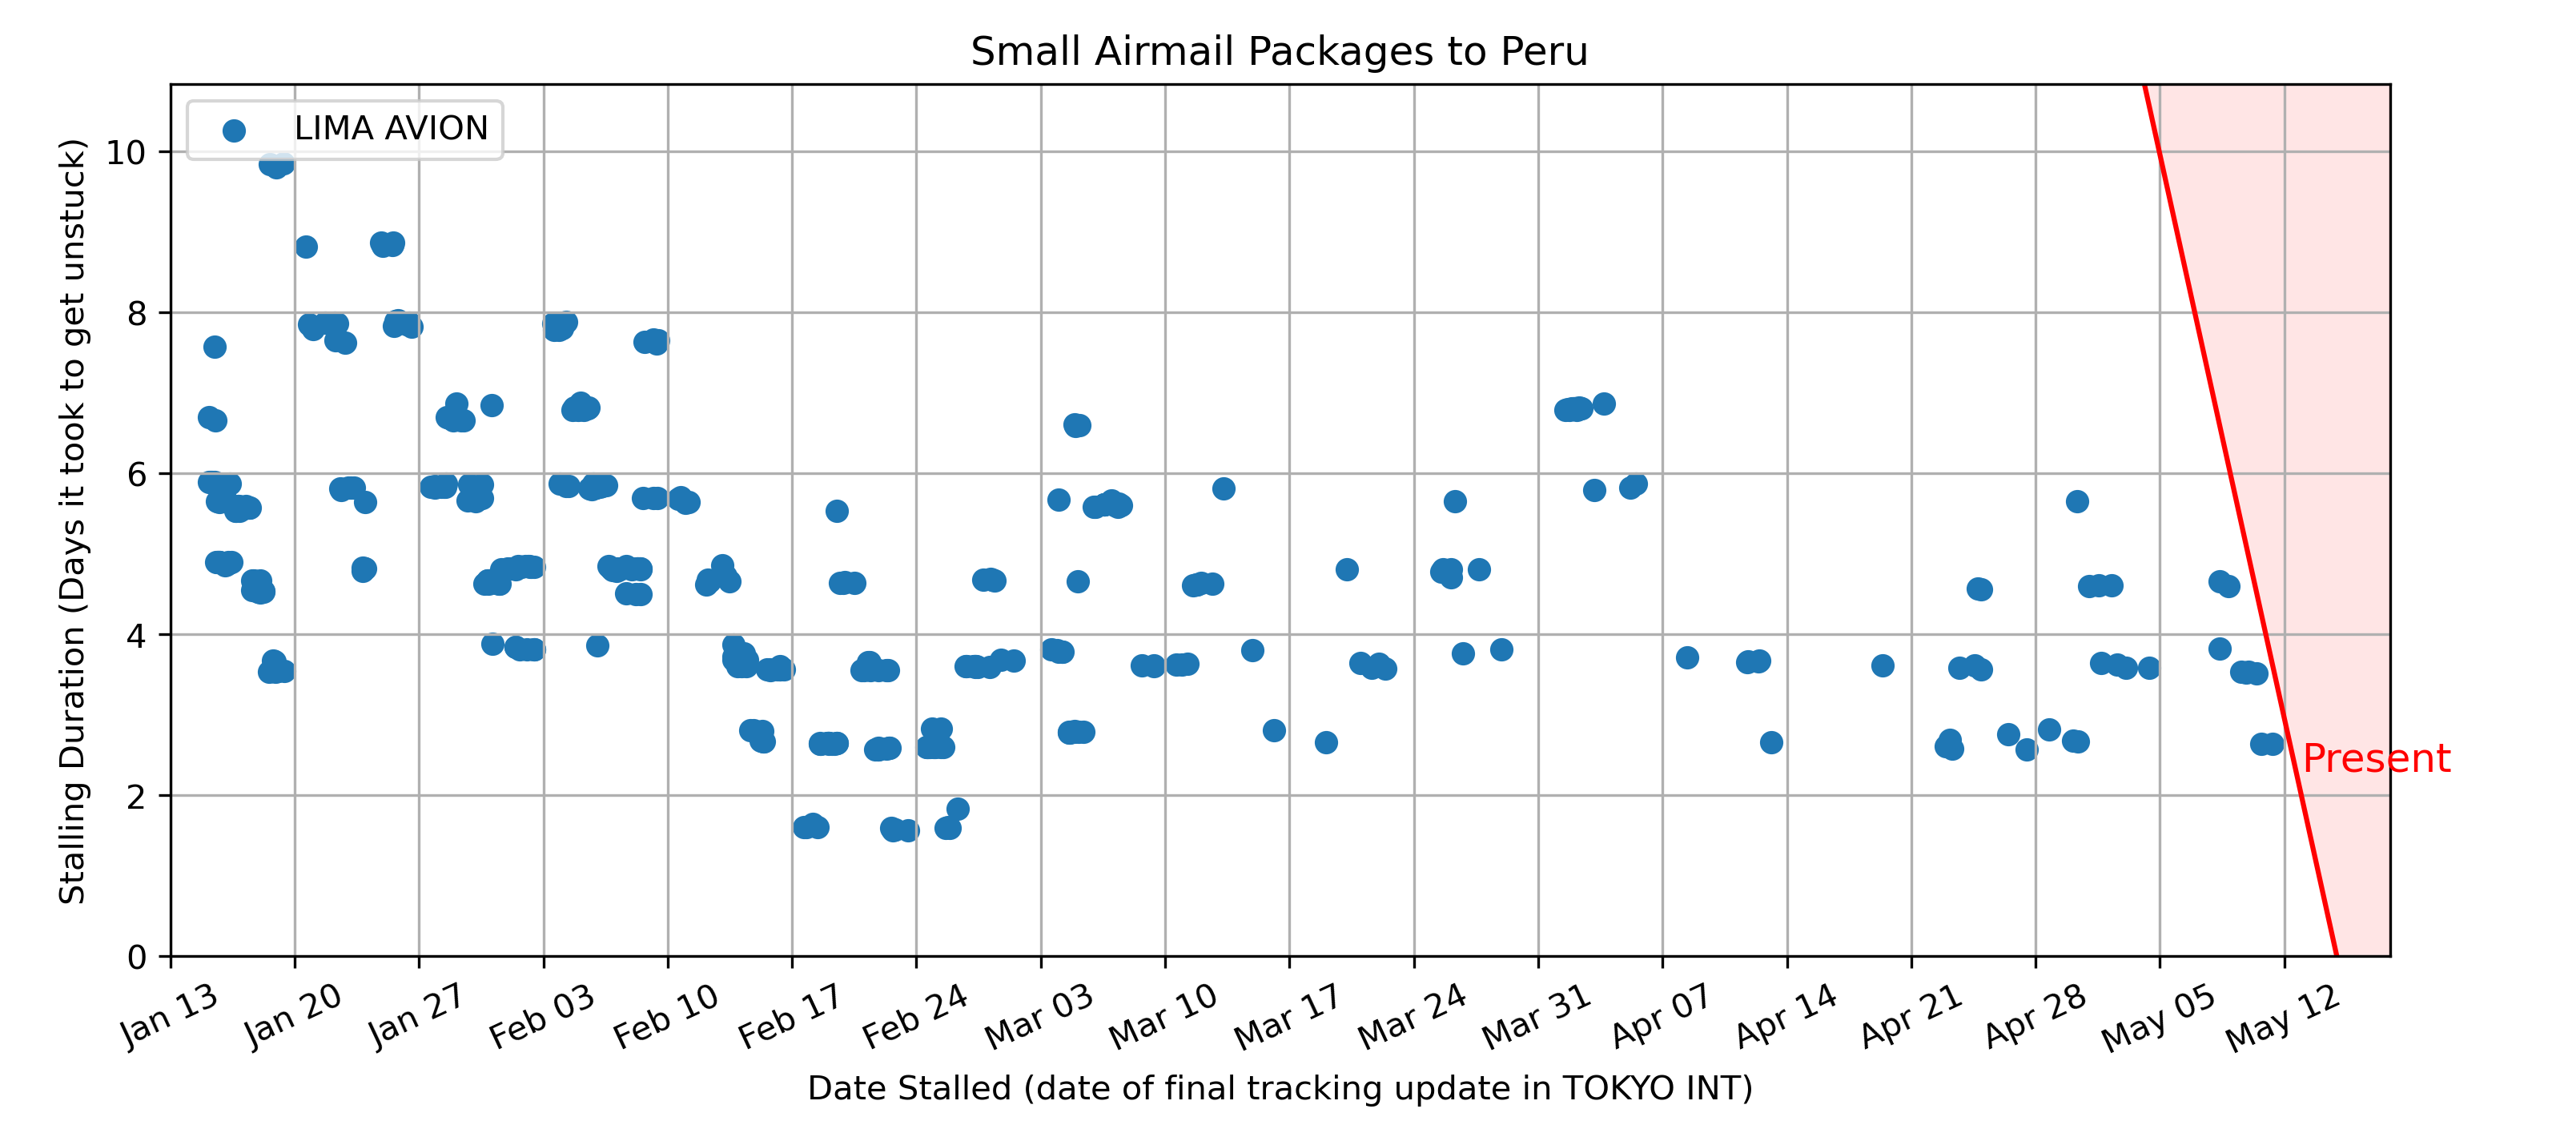 Small Airmail Packages to Peru
LIMA AVION
Stalling Duration (Days it took to get unstuck)
10
8
6
4
2
0
Present
Jan 13
Jan 20
Jan 27
Feb 03
Feb 10
Feb 17
Feb 24
Mar 03
Mar 10
Mar 17
Mar 24
Mar 31
Apr 07
Apr 14
Apr 21
Apr 28
May 05
May 12
Date Stalled (date of final tracking update in TOKYO INT)